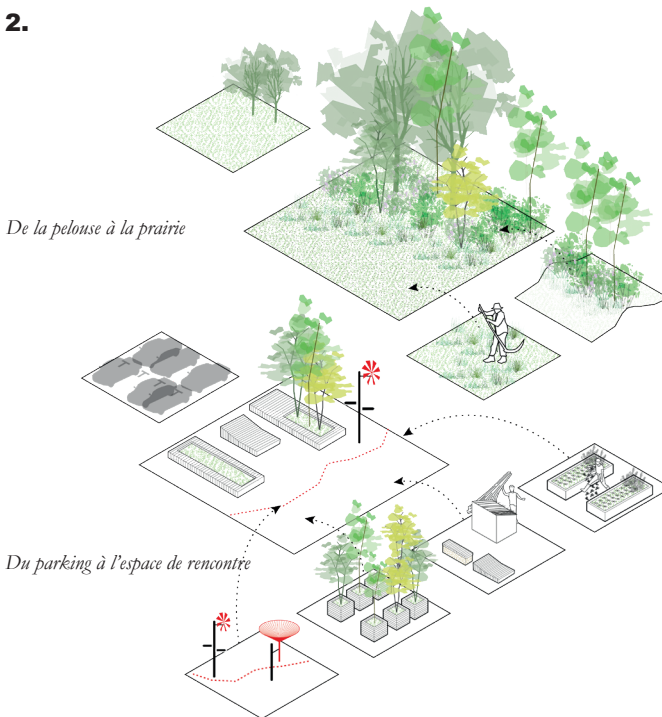 2.
De la pelouse à la prairie
Du parking à l'espace de rencontre